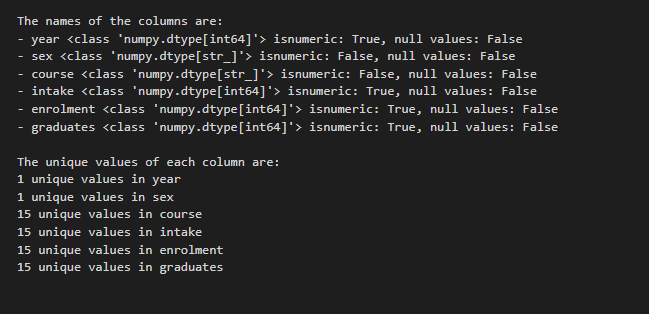 The names of the columns are:
- year <class 'numpy.dtype[int64]'> isnumeric: True, null values: False
- sex <class 'numpy.dtype[str_]'> isnumeric: False, null values: False
- course <class 'numpy.dtype[str_]'> isnumeric: False, null values: False
- intake <class 'numpy.dtype[int64]'> isnumeric: True, null values: False
- enrolment <class 'numpy.dtype[int64]'> isnumeric: True, null values: False
- graduates <class 'numpy.dtype[int64]'> isnumeric: True, null values: False
The unique values of each column are:
1 unique values in year
1 unique values in sex
15 unique values in course
15 unique values in intake
15 unique values in enrolment
15 unique values in graduates